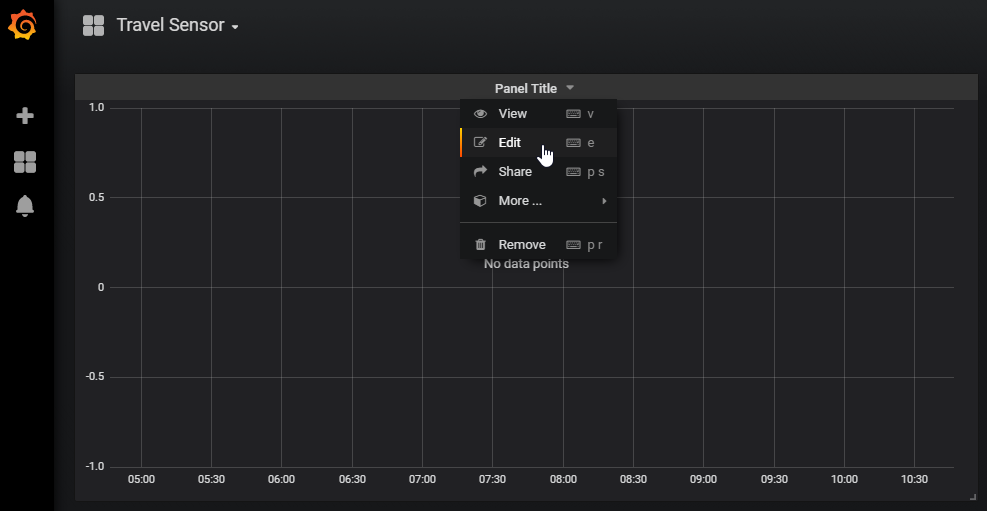 Travel Sensor
Panel Title
View v
Edit e
Share p s
More ...
Remove p r
No data points
1.0
0.5
0
-0.5
-1.0
05:00 05:30 06:00 06:30 07:00 07:30 08:00 08:30 09:00 09:30 10:00 10:30